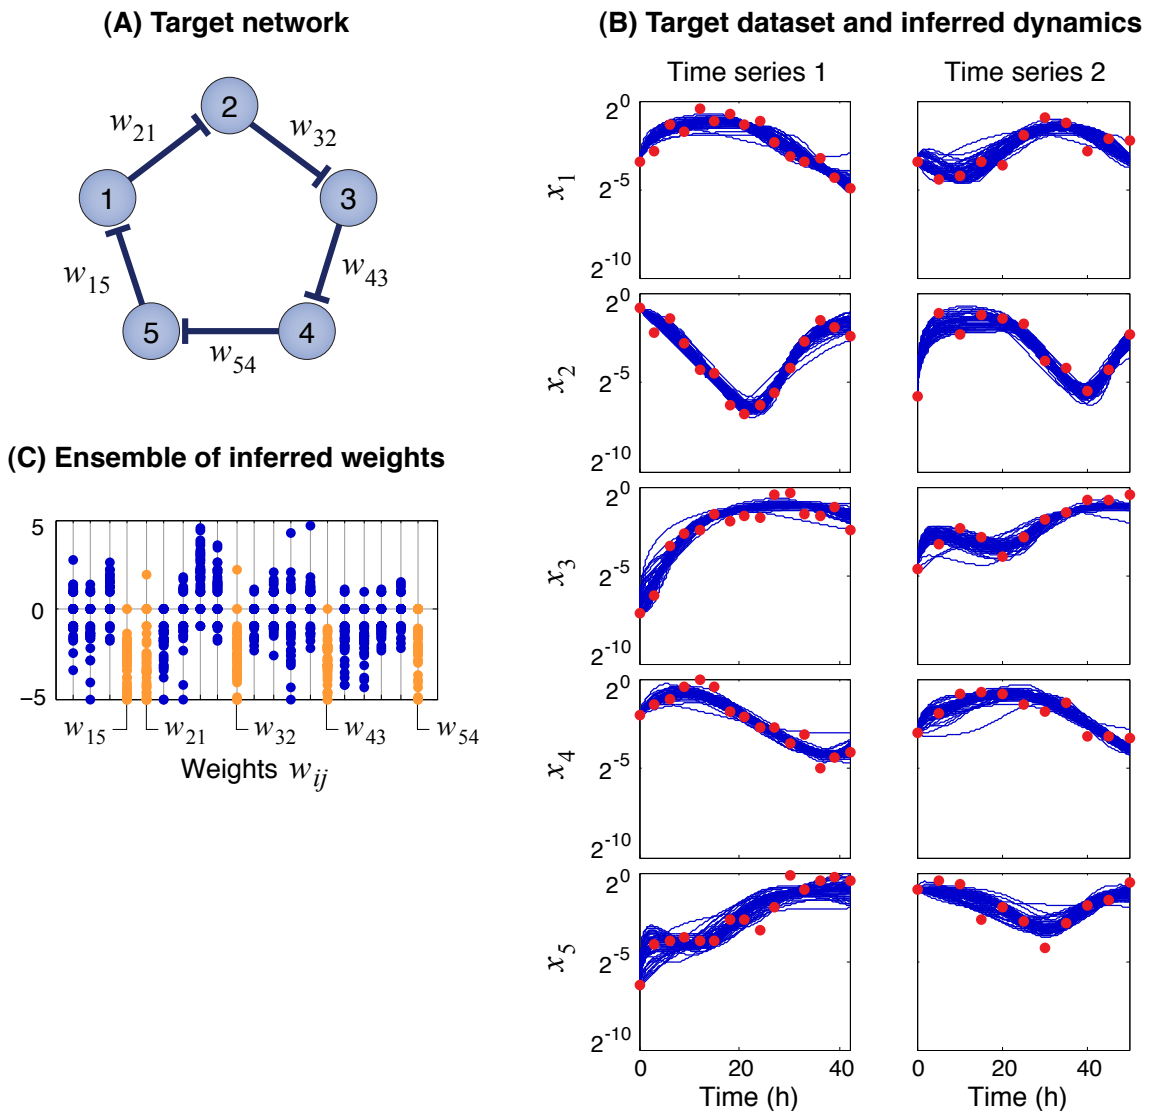 (A) Target network
2
w21
w32
1
3
w15
w43
5
4
w54
(C) Ensemble of inferred weights
5
0
−5
w15
w21
w32
w43
w54
Weights wij
(B) Target dataset and inferred dynamics
Time series 1
Time series 2
x1
2^0
2^-5
2^-10
x2
2^0
2^-5
2^-10
x3
2^0
2^-5
2^-10
x4
2^0
2^-5
2^-10
x5
2^0
2^-5
2^-10
0 20 40
0 20 40
Time (h)
Time (h)